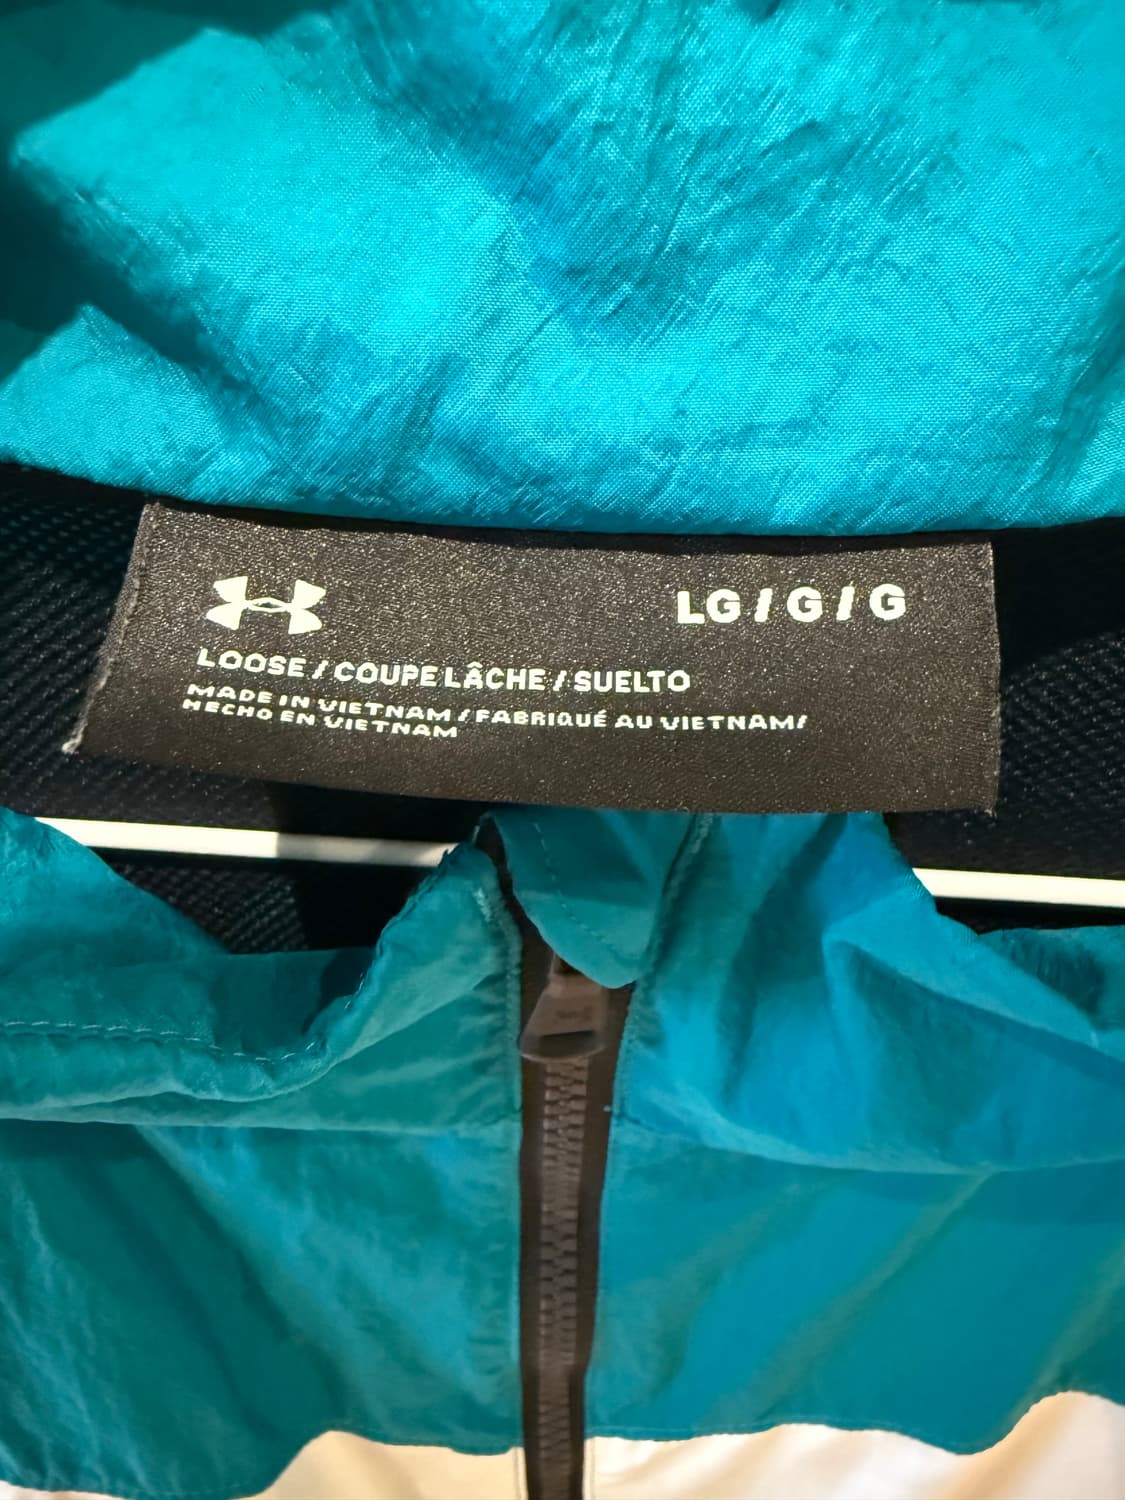 LG / G / G
LOOSE / COUPE LÂCHE / SUELTO
MADE IN VIETNAM / FABRIQUÉ AU VIETNAM/
HECHO EN VIETNAM